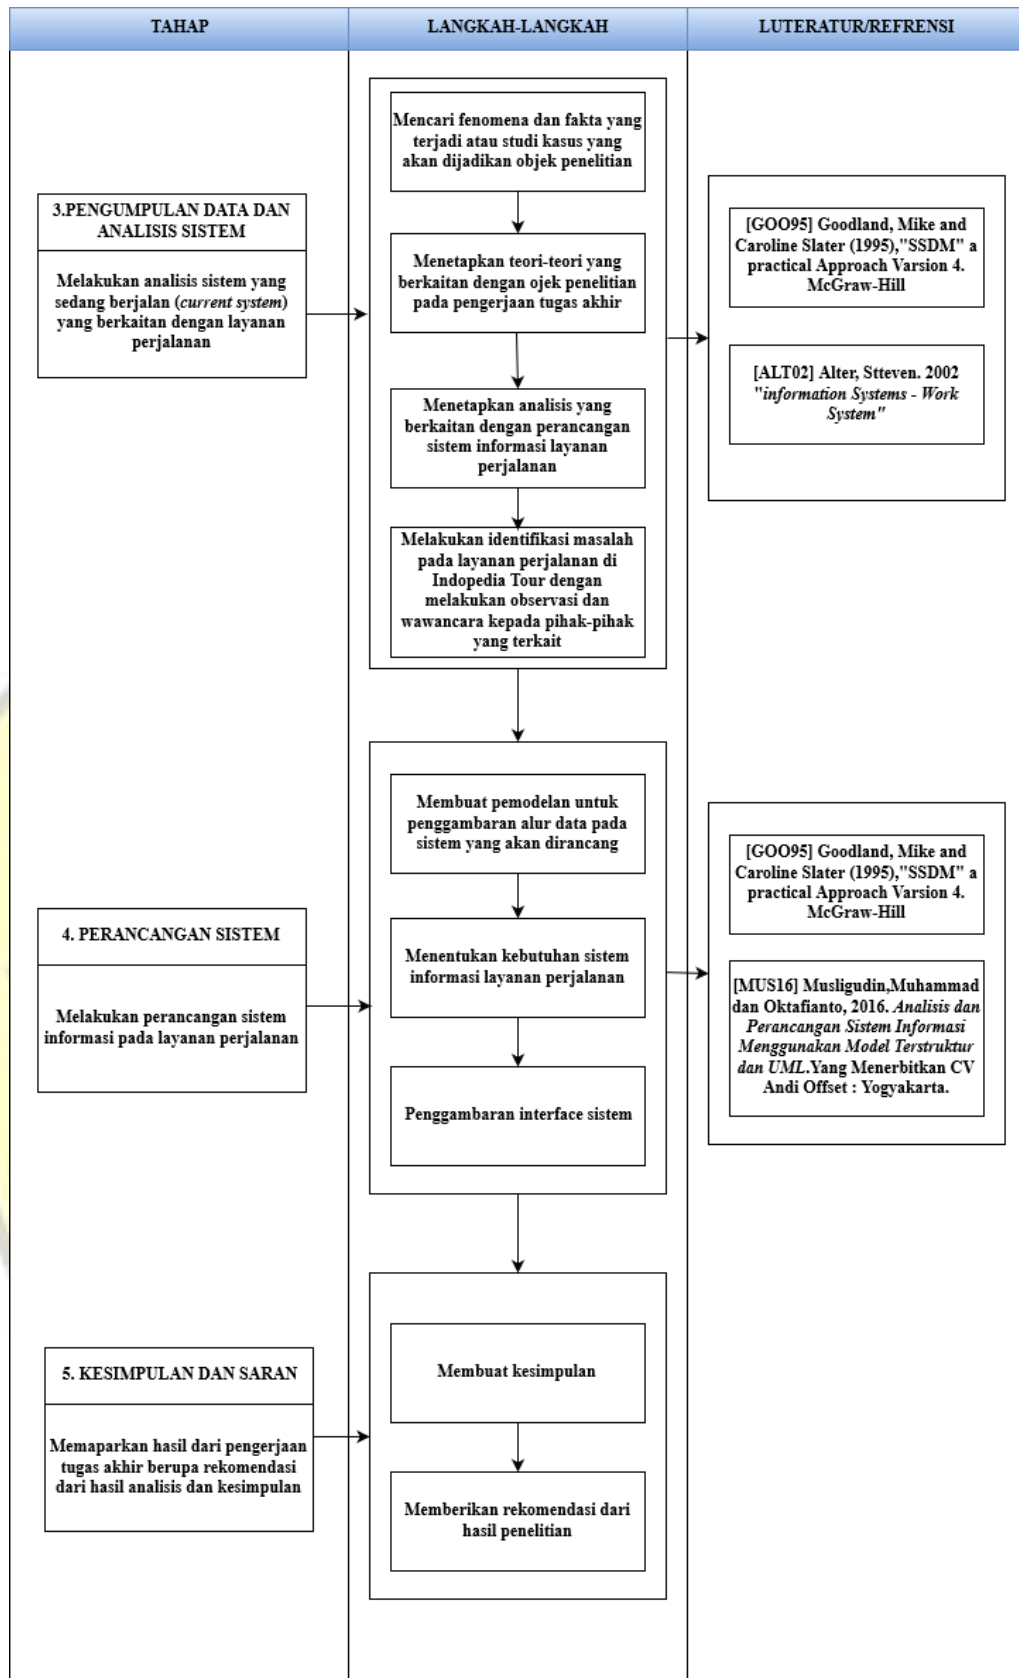 TAHAP
LANGKAH-LANGKAH
LUTERATUR/REFRENSI
3.PENGUMPULAN DATA DAN
ANALISIS SISTEM
Melakukan analisis sistem yang
sedang berjalan (current system)
yang berkaitan dengan layanan
perjalanan
Mencari fenomena dan fakta yang
terjadi atau studi kasus yang
akan dijadikan objek penelitian
Menetapkan teori-teori yang
berkaitan dengan ojek penelitian
pada pengerjaan tugas akhir
Menetapkan analisis yang
berkaitan dengan perancangan
sistem informasi layanan
perjalanan
Melakukan identifikasi masalah
pada layanan perjalanan di
Indopedia Tour dengan
melakukan observasi dan
wawancara kepada pihak-pihak
yang terkait
[GOO95] Goodland, Mike and
Caroline Slater (1995),"SSDM" a
practical Approach Varsion 4.
McGraw-Hill
[ALT02] Alter, Stteven. 2002
"information Systems - Work
System"
4. PERANCANGAN SISTEM
Melakukan perancangan sistem
informasi pada layanan perjalanan
Membuat pemodelan untuk
penggambaran alur data pada
sistem yang akan dirancang
Menentukan kebutuhan sistem
informasi layanan perjalanan
Penggambaran interface sistem
[GOO95] Goodland, Mike and
Caroline Slater (1995),"SSDM" a
practical Approach Varsion 4.
McGraw-Hill
[MUS16] Musligudin,Muhammad
dan Oktafianto, 2016. Analisis dan
Perancangan Sistem Informasi
Menggunakan Model Terstruktur
dan UML.Yang Menerbitkan CV
Andi Offset : Yogyakarta.
5. KESIMPULAN DAN SARAN
Memaparkan hasil dari pengerjaan
tugas akhir berupa rekomendasi
dari hasil analisis dan kesimpulan
Membuat kesimpulan
Memberikan rekomendasi dari
hasil penelitian